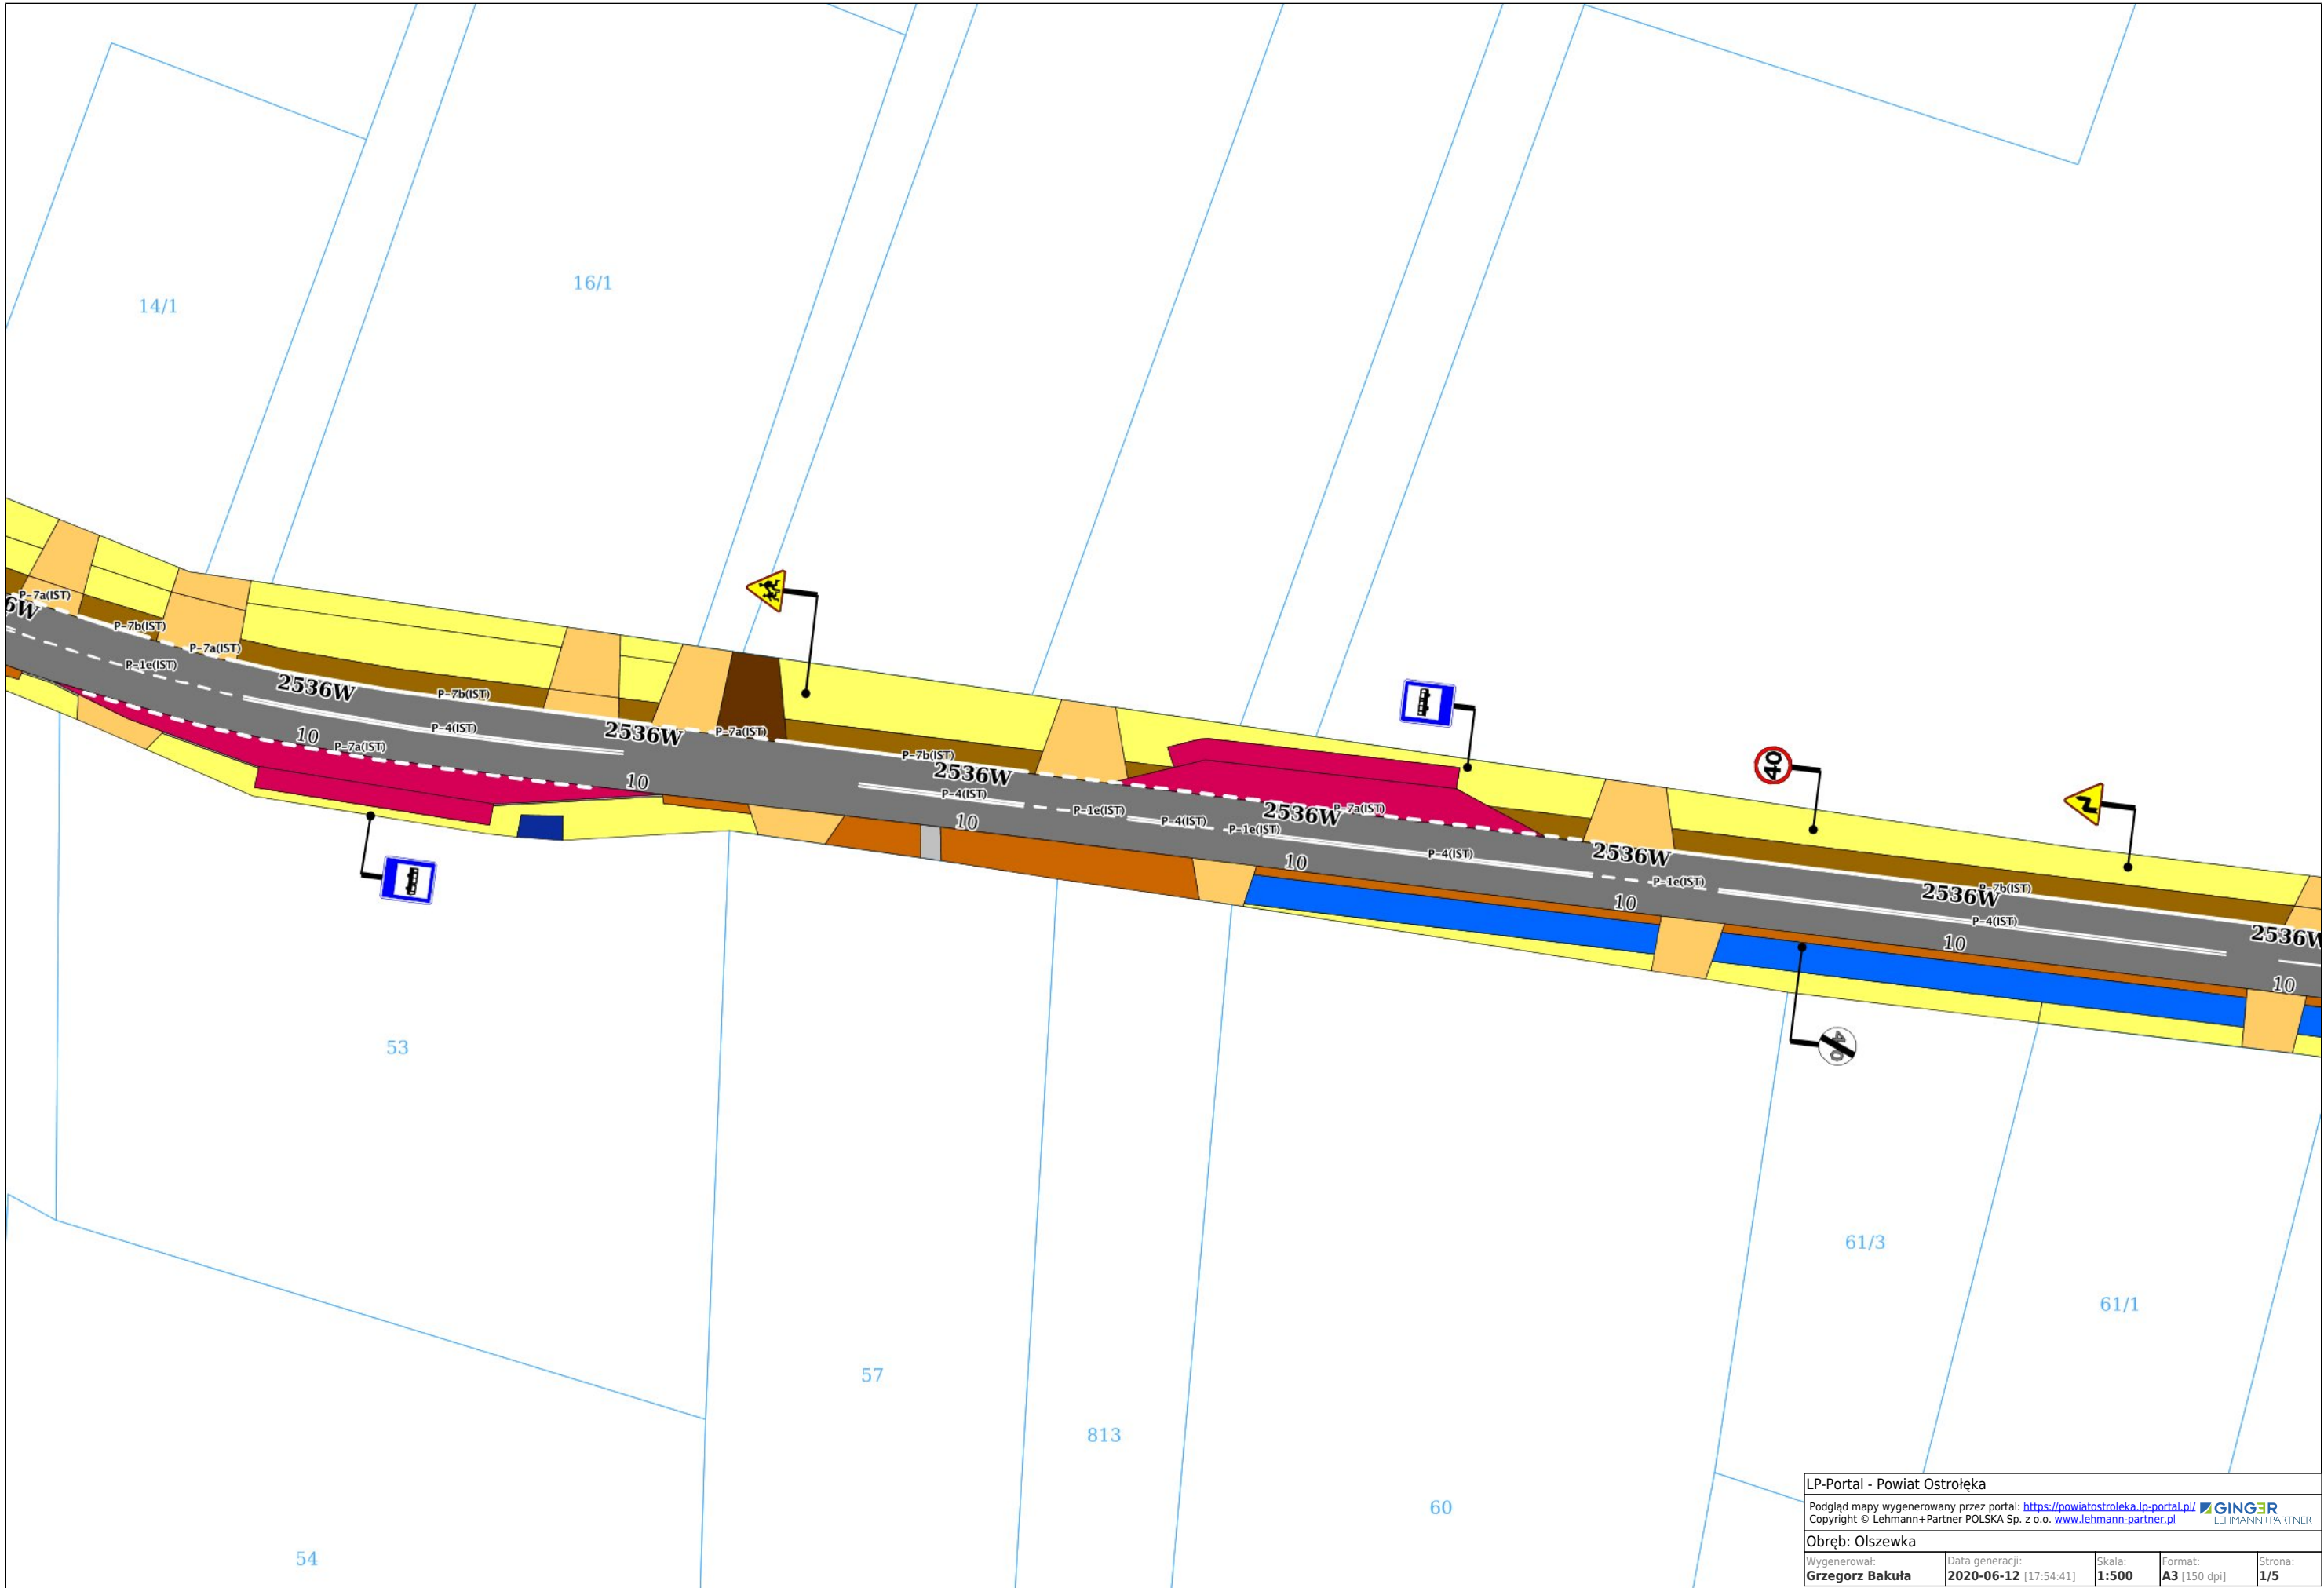 14/1
16/1
P-7a(IST)
6W
P-7b(IST)
P-7a(IST)
P-1e(IST)
2536W
P-7b(IST)
P-4(IST)
10
P-7a(IST)
2536W
P-7a(IST)
10
P-7b(IST)
2536W
P-4(IST)
10
P-1e(IST)
P-4(IST)
P-1e(IST)
2536W
P-7a(IST)
10
P-4(IST)
40
2536W
P-1e(IST)
10
2536W
P-7b(IST)
P-4(IST)
10
2536W
10
40
53
54
57
813
60
61/3
61/1
LP-Portal - Powiat Ostrołęka
Podgląd mapy wygenerowany przez portal: https://powiatostroleka.lp-portal.pl/
Copyright © Lehmann+Partner POLSKA Sp. z o.o. www.lehmann-partner.pl
GINGER
LEHMANN+PARTNER
Obręb: Olszewka
Wygenerował: Data generacji: Skala: Format: Strona:
Grzegorz Bakuła 2020-06-12 [17:54:41] 1:500 A3 [150 dpi] 1/5